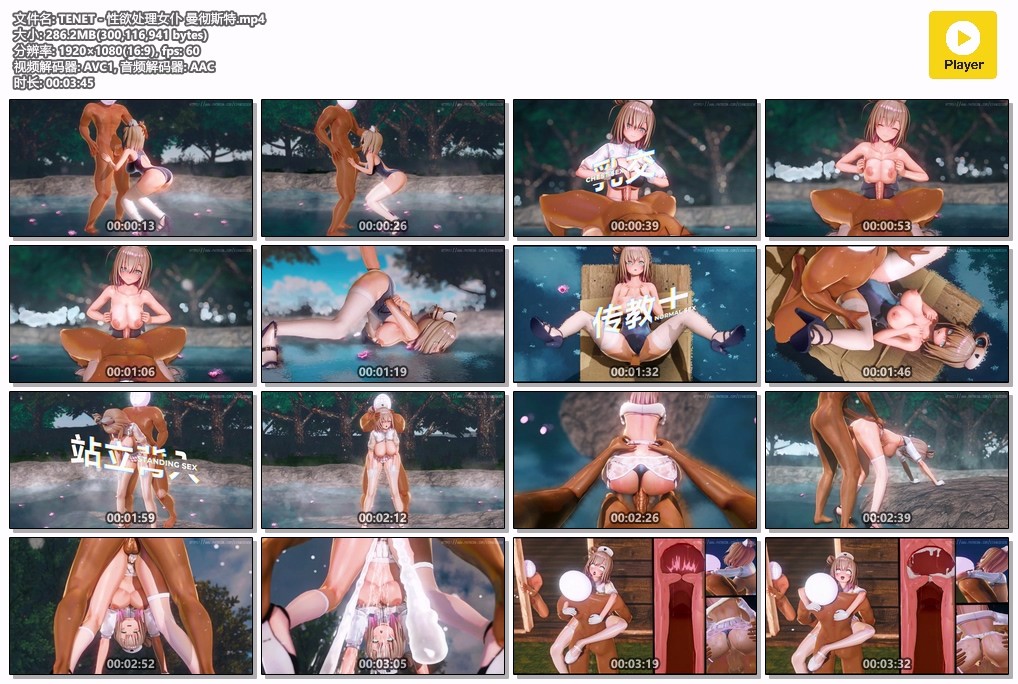 文件名: TENET - 性欲处理女仆 曼彻斯特.mp4
大小: 286.2MB(300,116,941 bytes)
分辨率: 1920×1080(16:9), fps: 60
视频解码器: AVC1, 音频解码器: AAC
时长: 00:03:45
Player
00:00:13
00:00:26
乳交
00:00:39
00:00:53
00:01:06
00:01:19
传教士
NORMAL SEX
00:01:32
00:01:46
站立背入
STANDING SEX
00:01:59
00:02:12
00:02:26
00:02:39
00:02:52
00:03:05
00:03:19
00:03:32